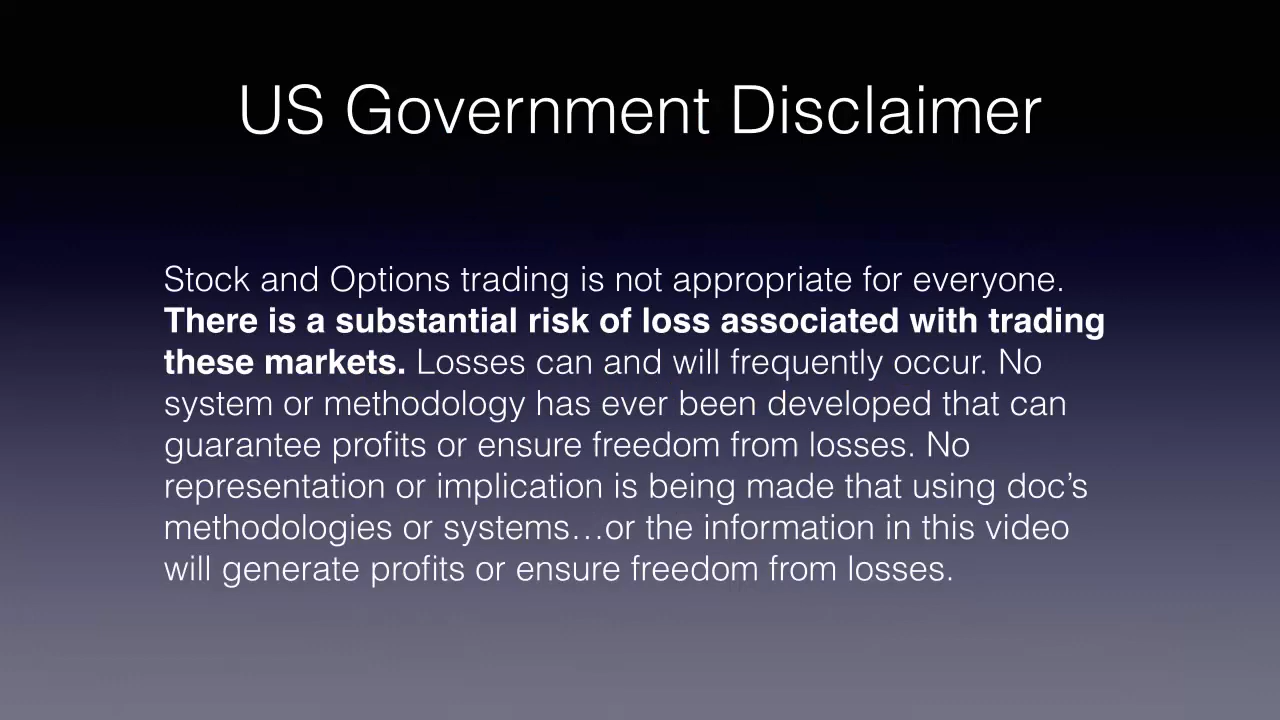 US Government Disclaimer
Stock and Options trading is not appropriate for everyone.
There is a substantial risk of loss associated with trading
these markets. Losses can and will frequently occur. No
system or methodology has ever been developed that can
guarantee profits or ensure freedom from losses. No
representation or implication is being made that using doc’s
methodologies or systems…or the information in this video
will generate profits or ensure freedom from losses.